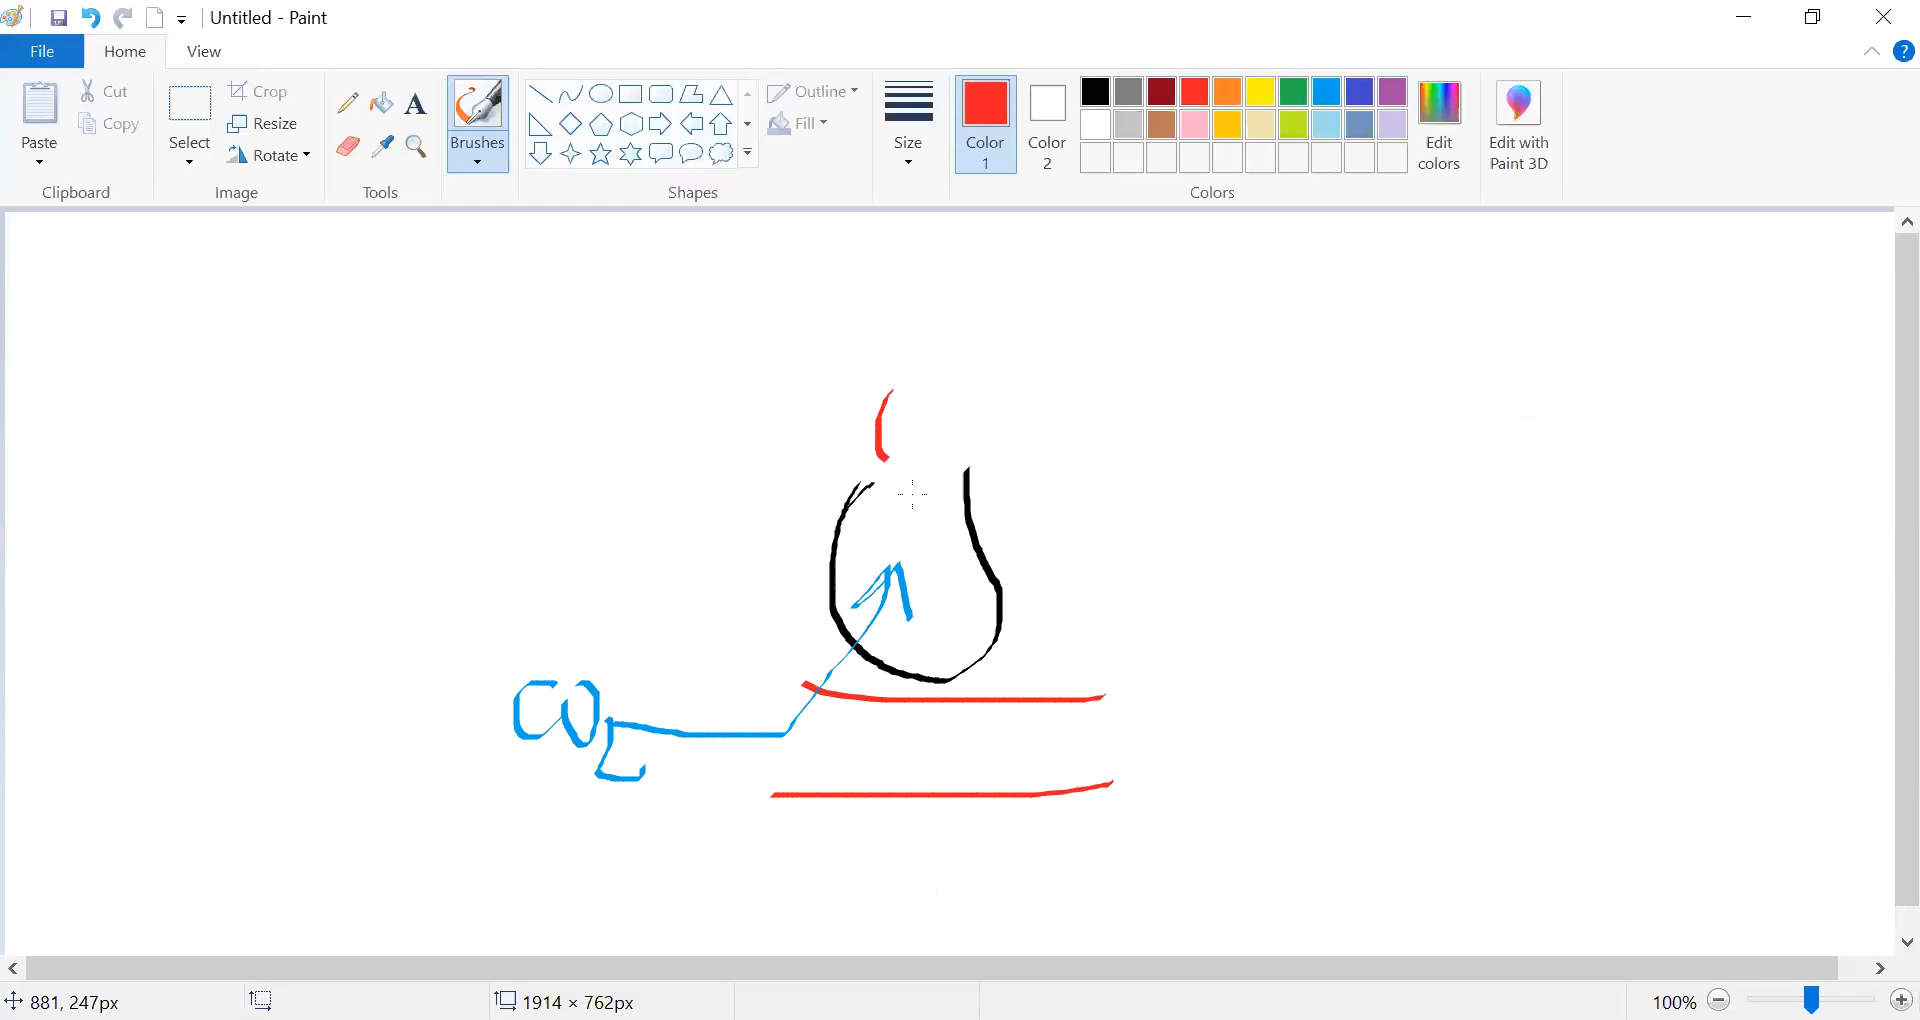 Untitled - Paint
File
Home
View
Paste
Cut
Copy
Clipboard
Select
Crop
Resize
Rotate
Image
A
Tools
Brushes
Shapes
Outline
Fill
Size
Color 1
Color 2
Edit colors
Colors
Edit with Paint 3D
?
CO2
881, 247px
1914 × 762px
100%